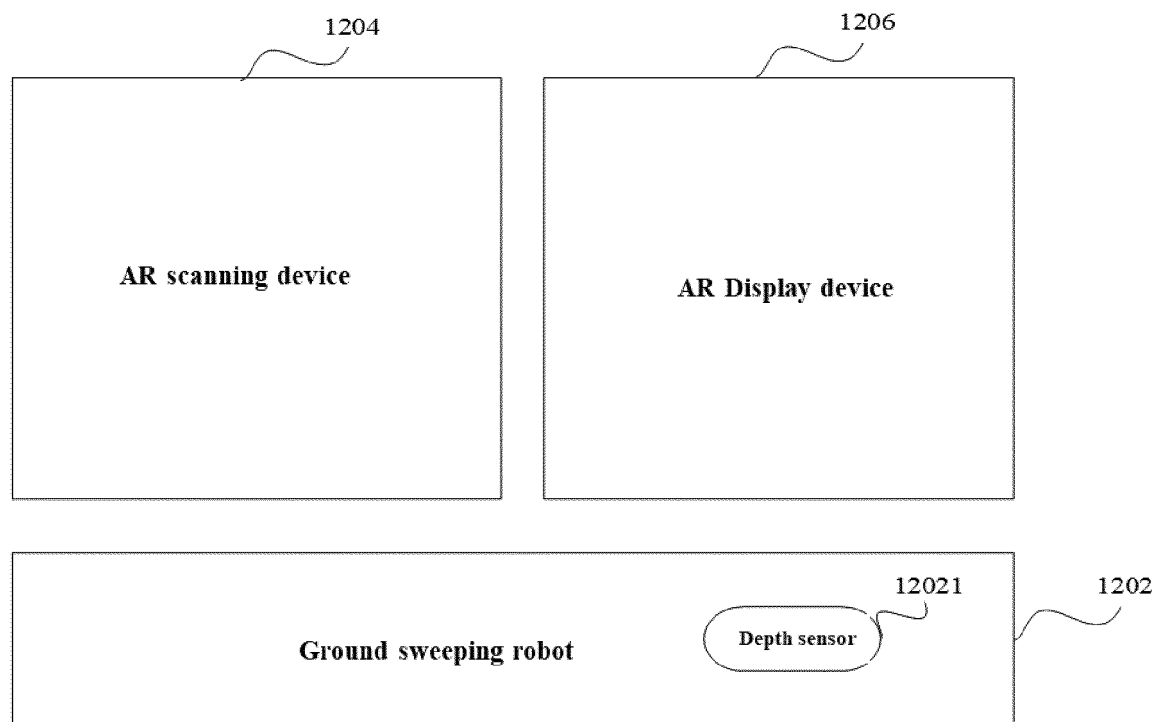 1204
1206
AR scanning device
AR Display device
12021
1202
Depth sensor
Ground sweeping robot